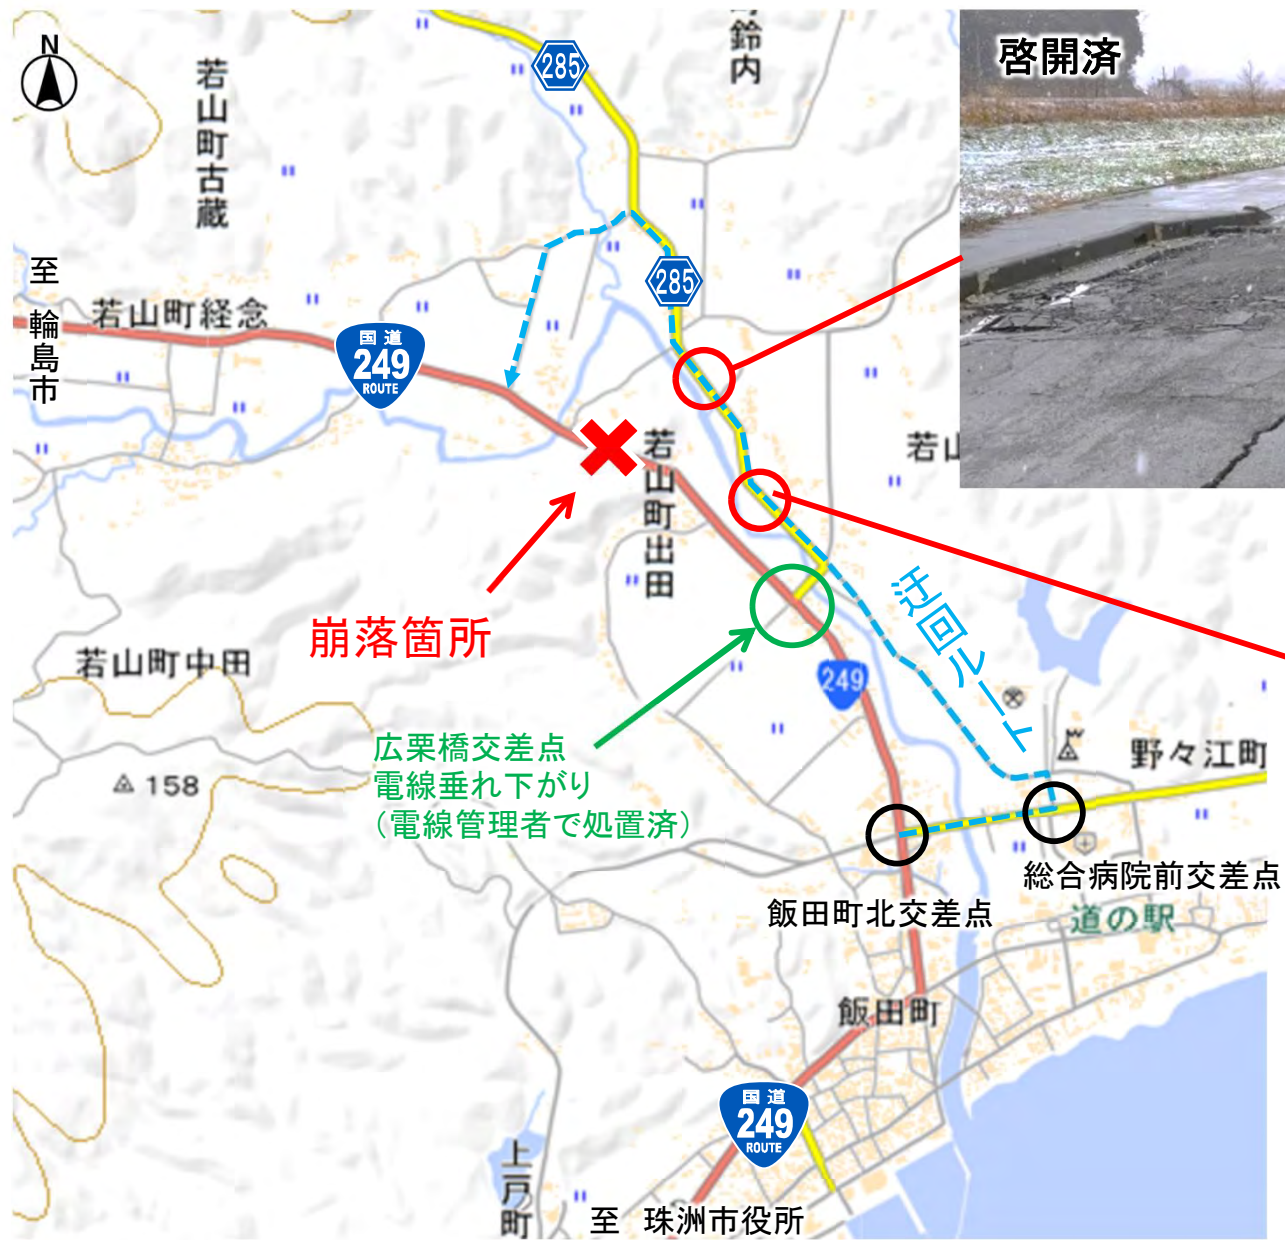 N
285
鈴内
啓開済
若山町古蔵
至 輪島市
若山町経念
国道
249
ROUTE
285
若山
若山町出田
崩落箇所
迂回ルート
若山町中田
158
249
広栗橋交差点
電線垂れ下がり
（電線管理者で処置済）
野々江町
総合病院前交差点
飯田町北交差点
道の駅
飯田町
国道
249
ROUTE
上戸町
至 珠洲市役所